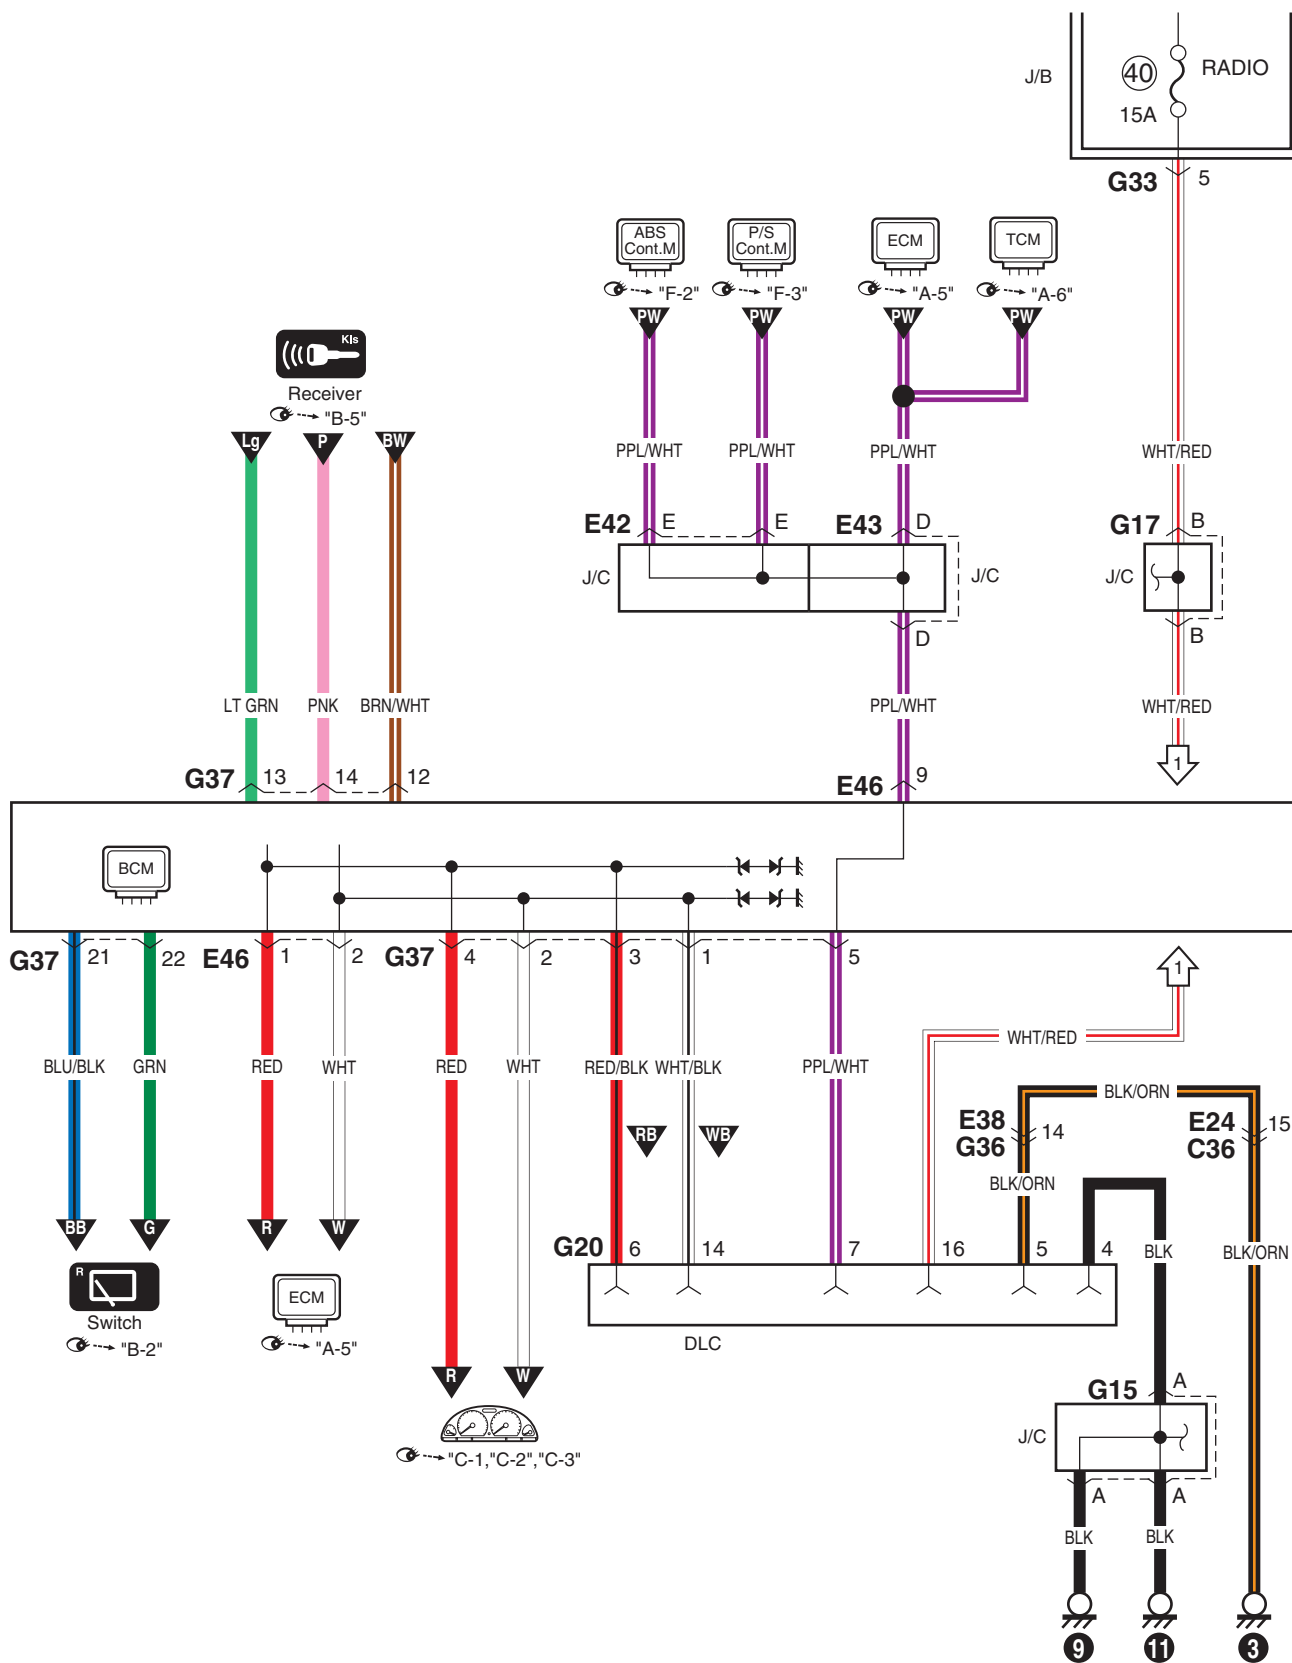 J/B
40
RADIO
15A
G33
5
ABS
Cont.M
P/S
Cont.M
ECM
TCM
"F-2"
"F-3"
"A-5"
"A-6"
PW
PW
PW
PW
KIs
Receiver
"B-5"
Lg
P
BW
PPL/WHT
PPL/WHT
PPL/WHT
WHT/RED
E42
E
E
E43
D
G17
B
J/C
J/C
J/C
D
B
LT GRN
PNK
BRN/WHT
PPL/WHT
WHT/RED
1
G37
13
14
12
E46
9
BCM
G37
21
22
E46
1
2
G37
4
2
3
1
5
1
WHT/RED
BLU/BLK
GRN
RED
WHT
RED
WHT
RED/BLK
WHT/BLK
PPL/WHT
BLK/ORN
E38
G36
14
E24
C36
15
RB
WB
BLK/ORN
BB
G
R
W
G20
6
14
7
16
5
4
BLK
BLK/ORN
R
Switch
"B-2"
ECM
"A-5"
DLC
R
W
"C-1,"C-2","C-3"
G15
A
J/C
A
A
BLK
BLK
9
11
3